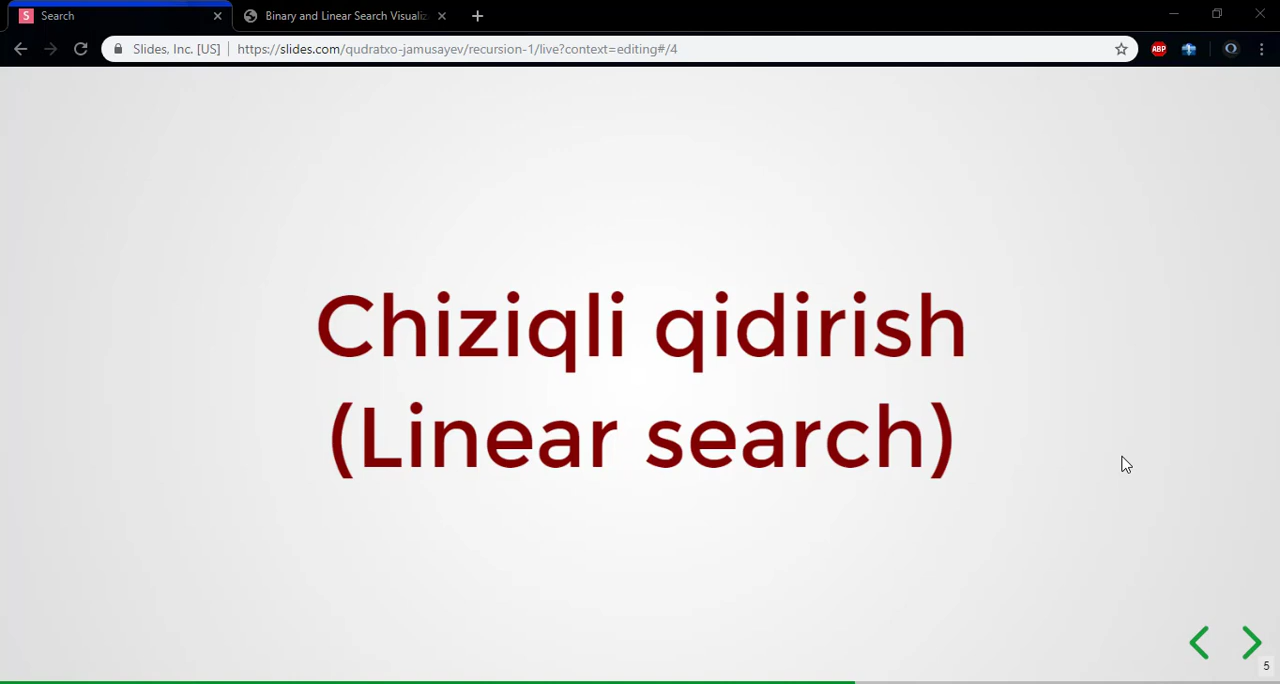 Search
Binary and Linear Search Visualiz
Slides, Inc. [US]
https://slides.com/qudratxo-jamusayev/recursion-1/live?context=editing#/4
ABP
Chiziqli qidirish
(Linear search)
5